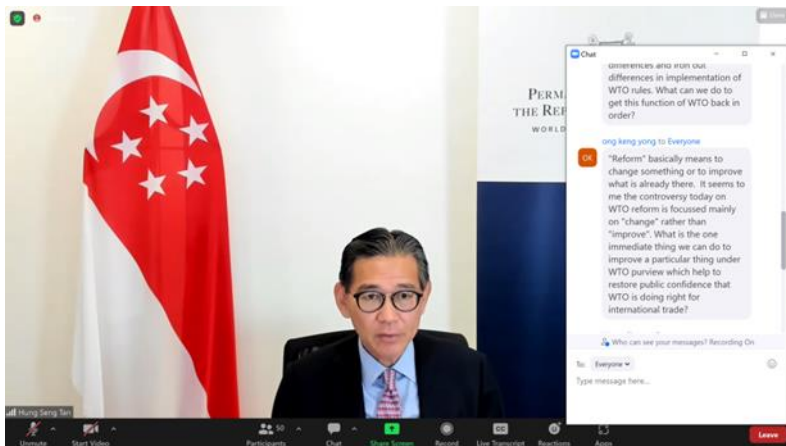 Close
PERMA
THE REP
WORLD
Chat
differences and iron out
differences in implementation of
WTO rules. What can we do to
get this function of WTO back in
order?
ong keng yong to Everyone
OK
"Reform" basically means to
change something or to improve
what is already there. It seems to
me the controversy today on
WTO reform is focussed mainly
on "change" rather than
"improve". What is the one
immediate thing we can do to
improve a particular thing under
WTO purview which help to
restore public confidence that
WTO is doing right for
international trade?
Who can see your messages? Recording On
To: Everyone
Type message here...
Hung Seng Tan
Unmute
Start Video
50
Participants
Chat
Share Screen
Record
CC
Live Transcript
Reactions
Apps
Leave